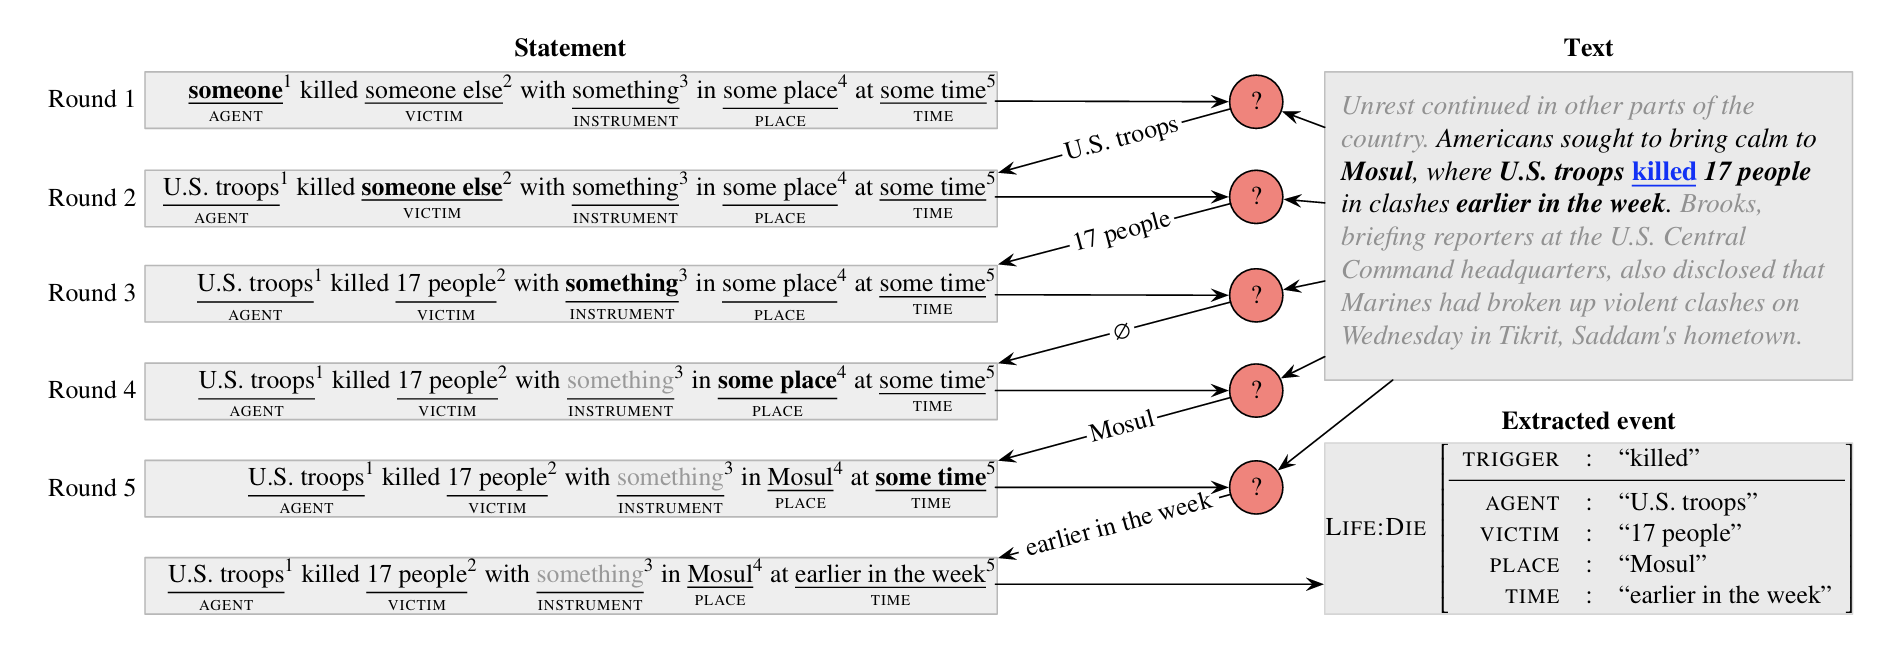 Statement
Round 1 someone1 killed someone else2 with something3 in some place4 at some time5
AGENT VICTIM INSTRUMENT PLACE TIME
?
U.S. troops
Round 2 U.S. troops1 killed someone else2 with something3 in some place4 at some time5
AGENT VICTIM INSTRUMENT PLACE TIME
?
17 people
Round 3 U.S. troops1 killed 17 people2 with something3 in some place4 at some time5
AGENT VICTIM INSTRUMENT PLACE TIME
?
∅
Round 4 U.S. troops1 killed 17 people2 with something3 in some place4 at some time5
AGENT VICTIM INSTRUMENT PLACE TIME
?
Mosul
Round 5 U.S. troops1 killed 17 people2 with something3 in Mosul4 at some time5
AGENT VICTIM INSTRUMENT PLACE TIME
?
earlier in the week
U.S. troops1 killed 17 people2 with something3 in Mosul4 at earlier in the week5
AGENT VICTIM INSTRUMENT PLACE TIME
Text
Unrest continued in other parts of the
country. Americans sought to bring calm to
Mosul, where U.S. troops killed 17 people
in clashes earlier in the week. Brooks,
briefing reporters at the U.S. Central
Command headquarters, also disclosed that
Marines had broken up violent clashes on
Wednesday in Tikrit, Saddam's hometown.
Extracted event
LIFE:DIE
TRIGGER : “killed”
AGENT : “U.S. troops”
VICTIM : “17 people”
PLACE : “Mosul”
TIME : “earlier in the week”